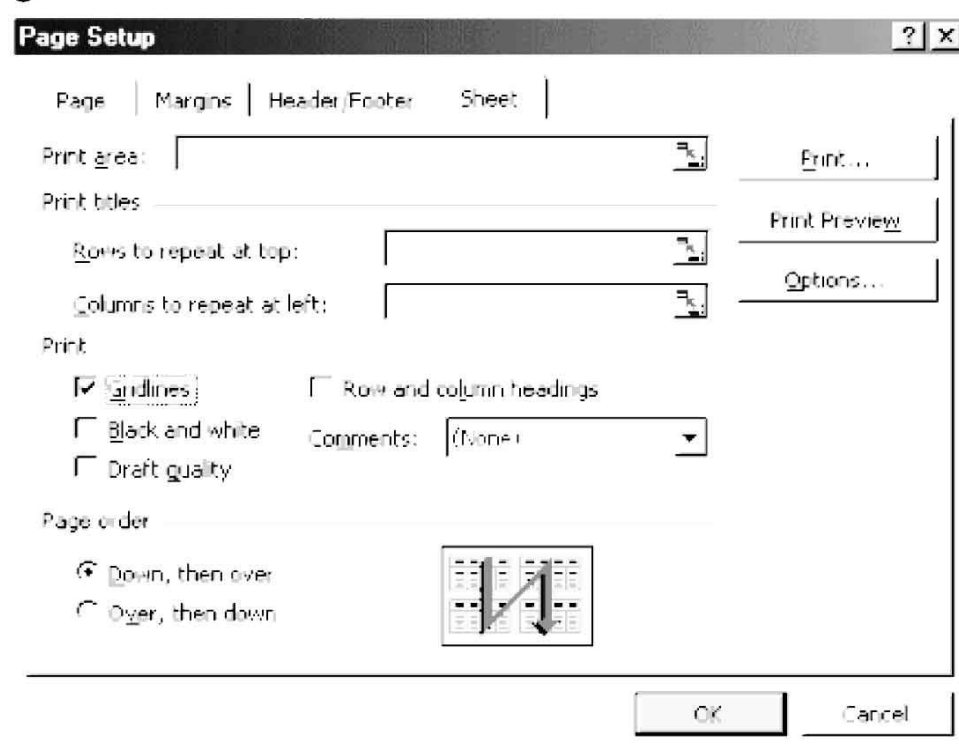 Page Setup
Page Margins Header/Footer Sheet
Print area:
Print...
Print titles
Print Preview
Rows to repeat at top:
Options...
Columns to repeat at left:
Print
Gridlines
Row and column headings
Black and white
Comments: (None)
Draft quality
Page order
Down, then over
Over, then down
OK Cancel